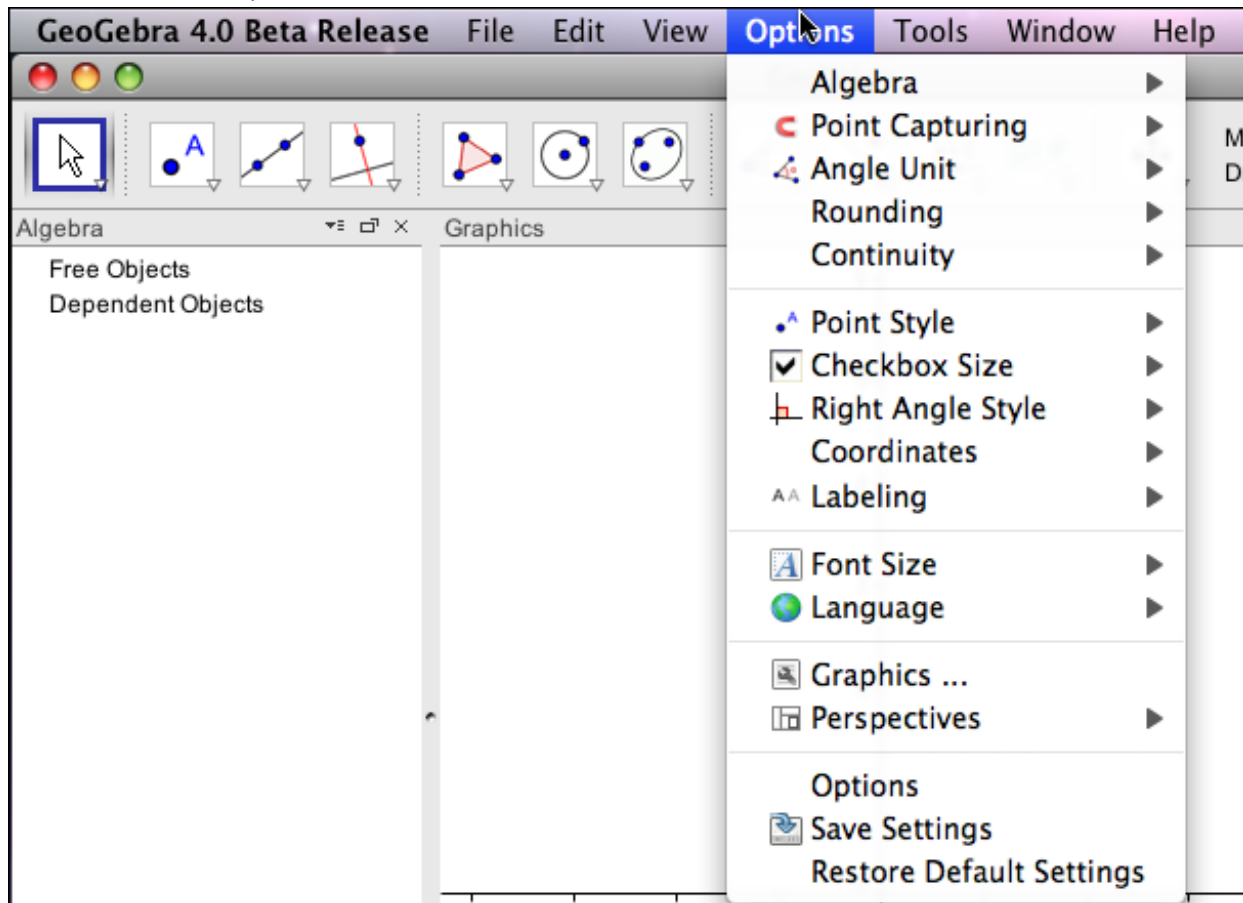 GeoGebra 4.0 Beta Release File Edit View Options Tools Window Help
A
M
D
Algebra
Graphics
Free Objects
Dependent Objects
Algebra
Point Capturing
Angle Unit
Rounding
Continuity
A Point Style
Checkbox Size
Right Angle Style
Coordinates
AA Labeling
A Font Size
Language
Graphics ...
Perspectives
Options
Save Settings
Restore Default Settings